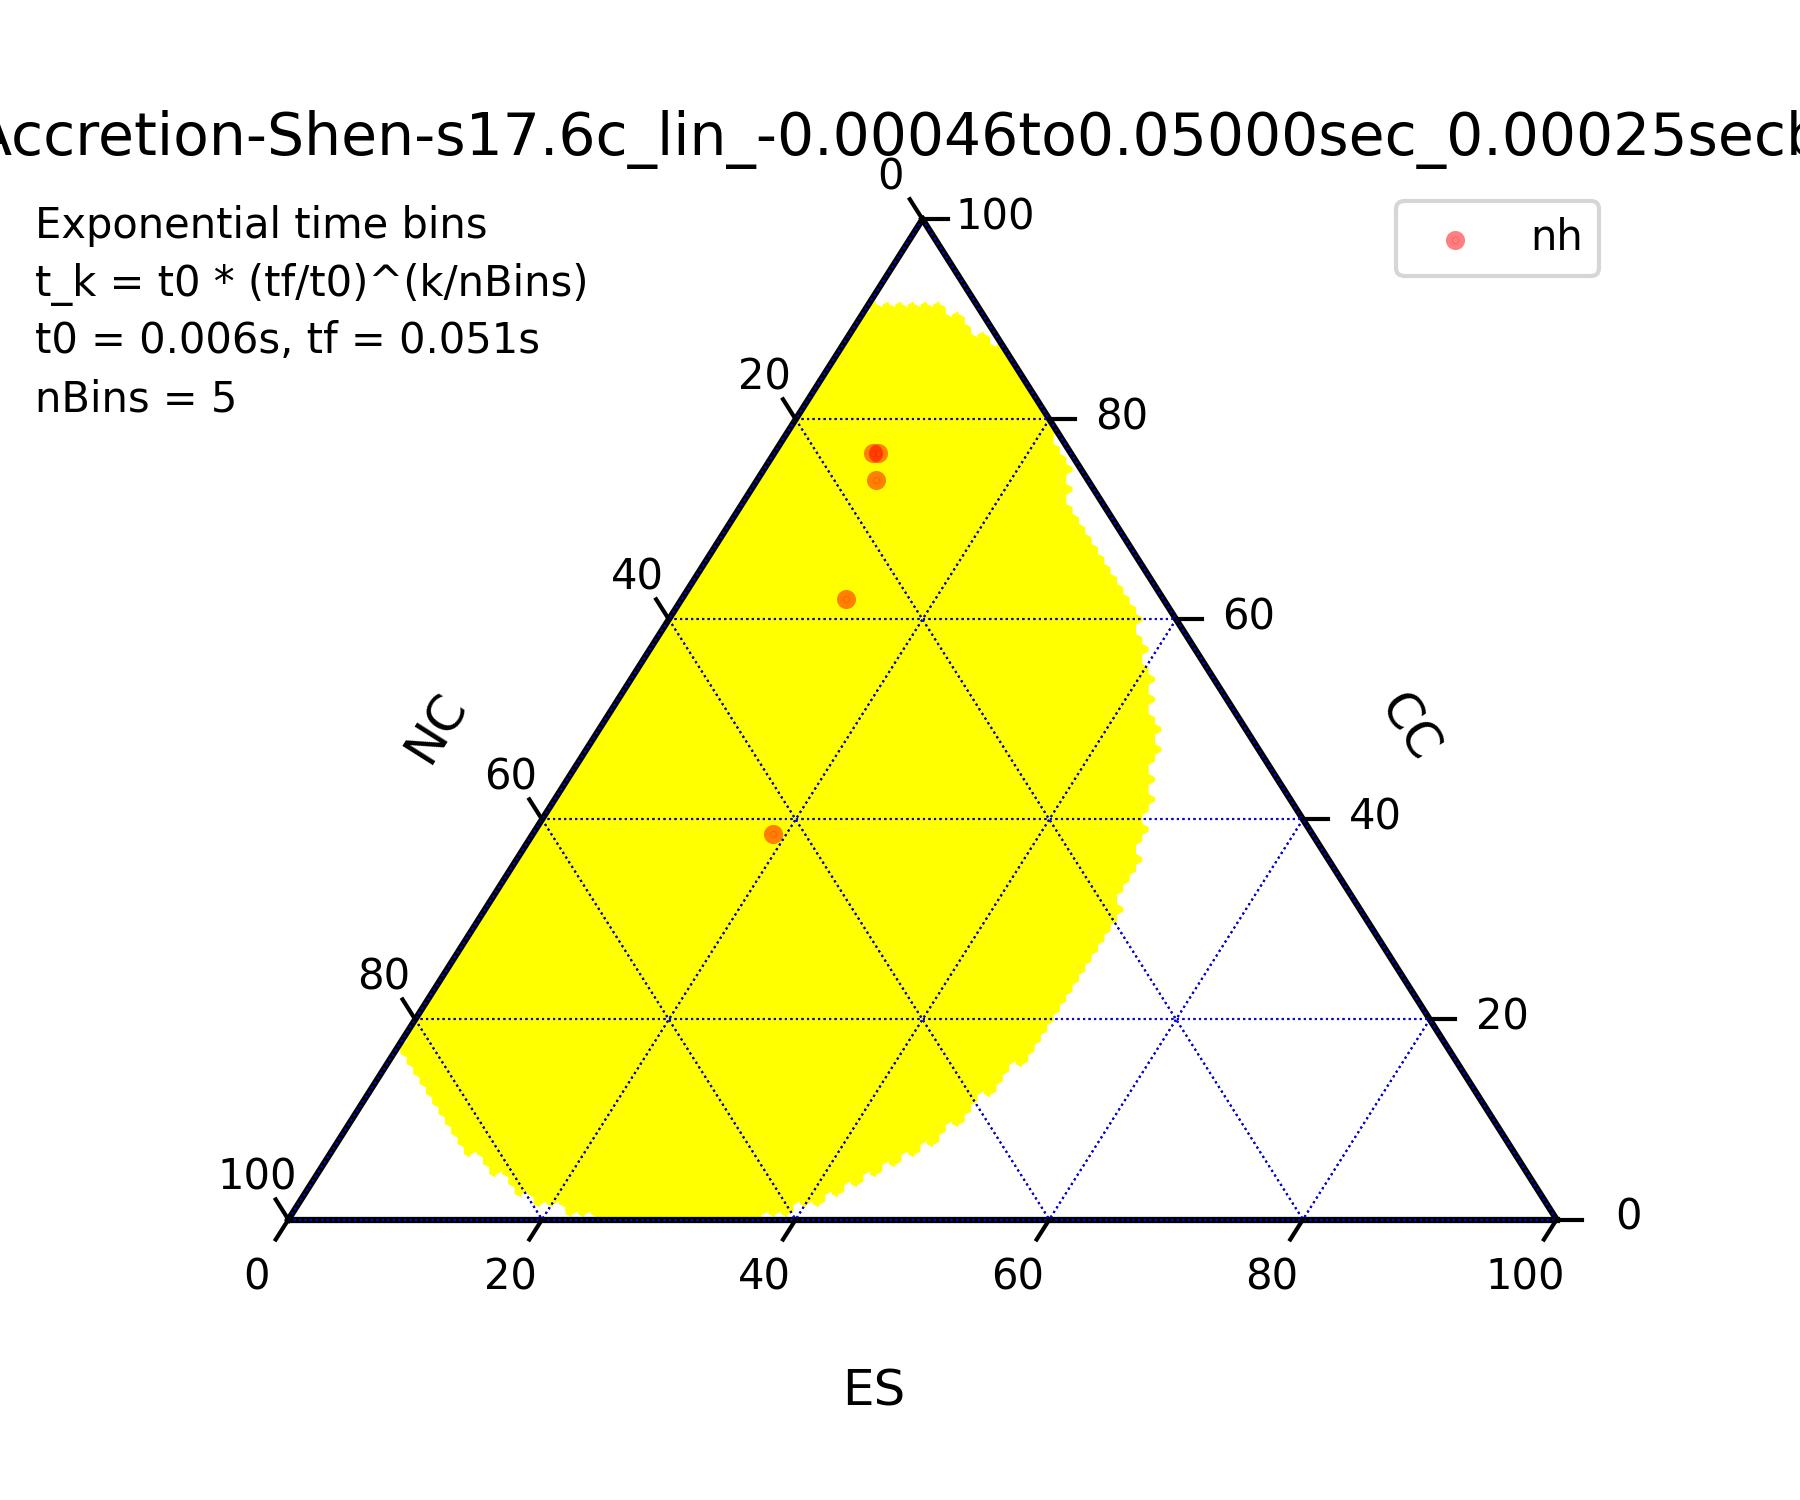 Accretion-Shen-s17.6c_lin_-0.00046to0.05000sec_0.00025secb
Exponential time bins
t_k = t0 * (tf/t0)^(k/nBins)
t0 = 0.006s, tf = 0.051s
nBins = 5
nh
0
100
20
80
40
60
NC
CC
60
40
80
20
100
0
0
20
40
60
80
100
ES